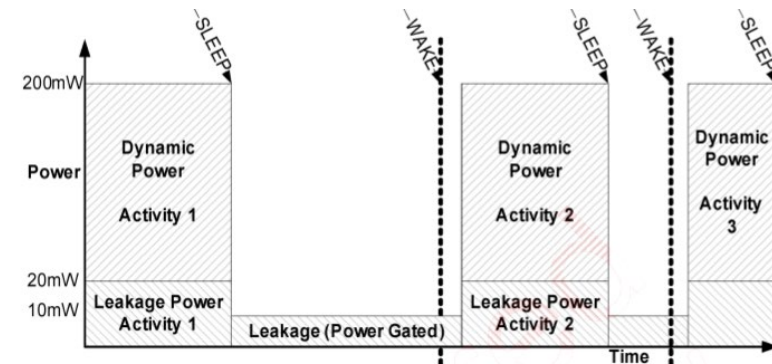 SLEEP
WAKE
SLEEP
WAKE
SLEEP
200mW
Power
20mW
10mW
Dynamic
Power
Activity 1
Dynamic
Power
Activity 2
Dynamic
Power
Activity
3
Leakage Power
Activity 1
Leakage (Power Gated)
Leakage Power
Activity 2
Time